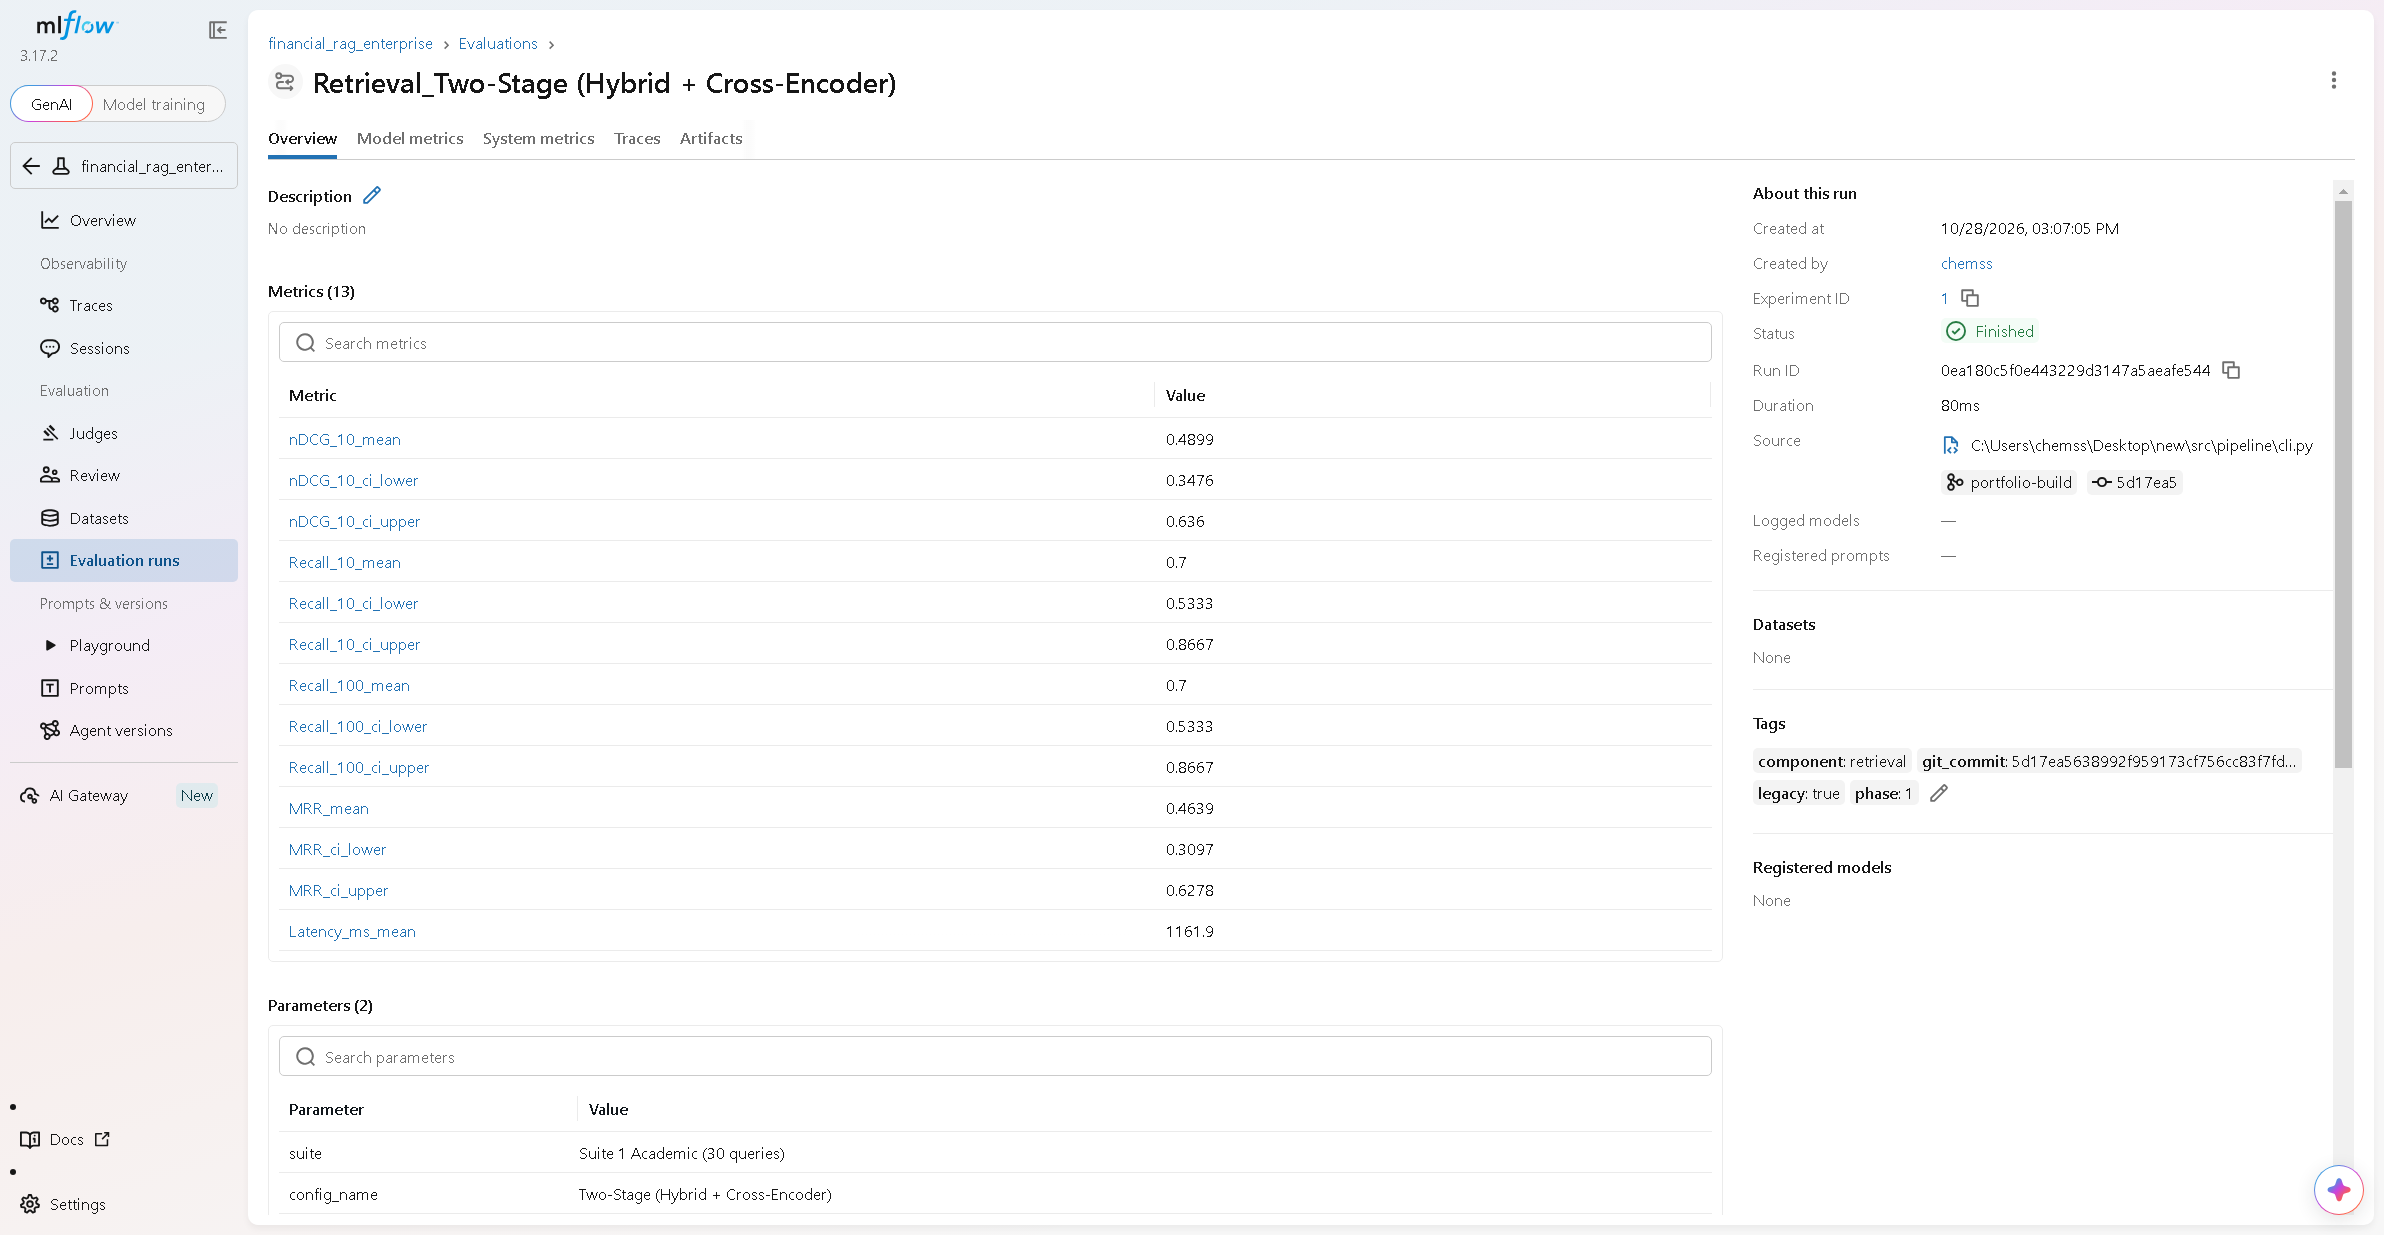 mlflow
3.17.2
GenAI
Model training
financial_rag_enter...
Overview
Observability
Traces
Sessions
Evaluation
Judges
Review
Datasets
Evaluation runs
Prompts & versions
Playground
Prompts
Agent versions
AI Gateway New
Docs
Settings
financial_rag_enterprise > Evaluations >
Retrieval_Two-Stage (Hybrid + Cross-Encoder)
Overview Model metrics System metrics Traces Artifacts
Description
No description
Metrics (13)
Search metrics
Metric Value
nDCG_10_mean 0.4899
nDCG_10_ci_lower 0.3476
nDCG_10_ci_upper 0.636
Recall_10_mean 0.7
Recall_10_ci_lower 0.5333
Recall_10_ci_upper 0.8667
Recall_100_mean 0.7
Recall_100_ci_lower 0.5333
Recall_100_ci_upper 0.8667
MRR_mean 0.4639
MRR_ci_lower 0.3097
MRR_ci_upper 0.6278
Latency_ms_mean 1161.9
Parameters (2)
Search parameters
Parameter Value
suite Suite 1 Academic (30 queries)
config_name Two-Stage (Hybrid + Cross-Encoder)
About this run
Created at 10/28/2026, 03:07:05 PM
Created by chemss
Experiment ID 1
Status Finished
Run ID 0ea180c5f0e443229d3147a5aeafe544
Duration 80ms
Source C:\Users\chemss\Desktop\new\src\pipeline\cli.py
portfolio-build 5d17ea5
Logged models —
Registered prompts —
Datasets
None
Tags
component: retrieval git_commit: 5d17ea5638992f959173cf756cc83f7fd...
legacy: true phase: 1
Registered models
None